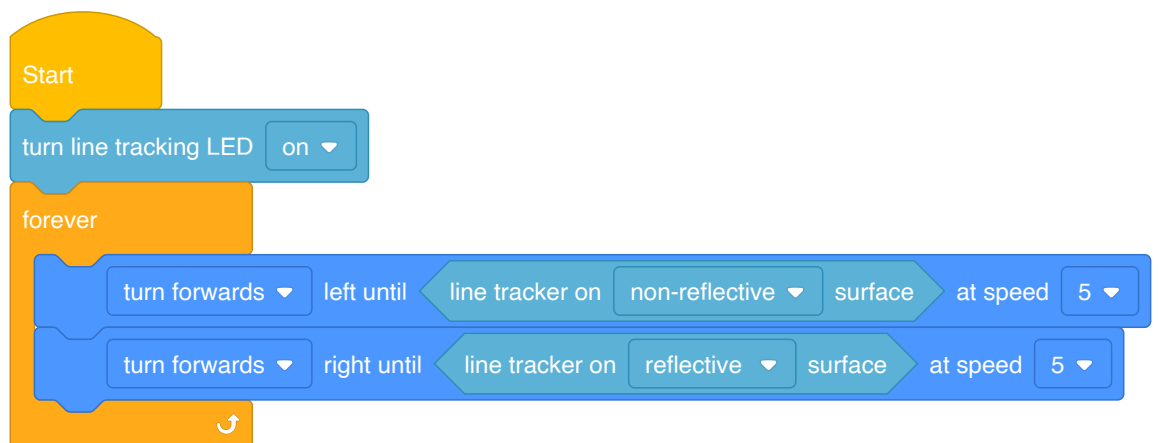 Start
turn line tracking LED on
forever
turn forwards left until line tracker on non-reflective surface at speed 5
turn forwards right until line tracker on reflective surface at speed 5